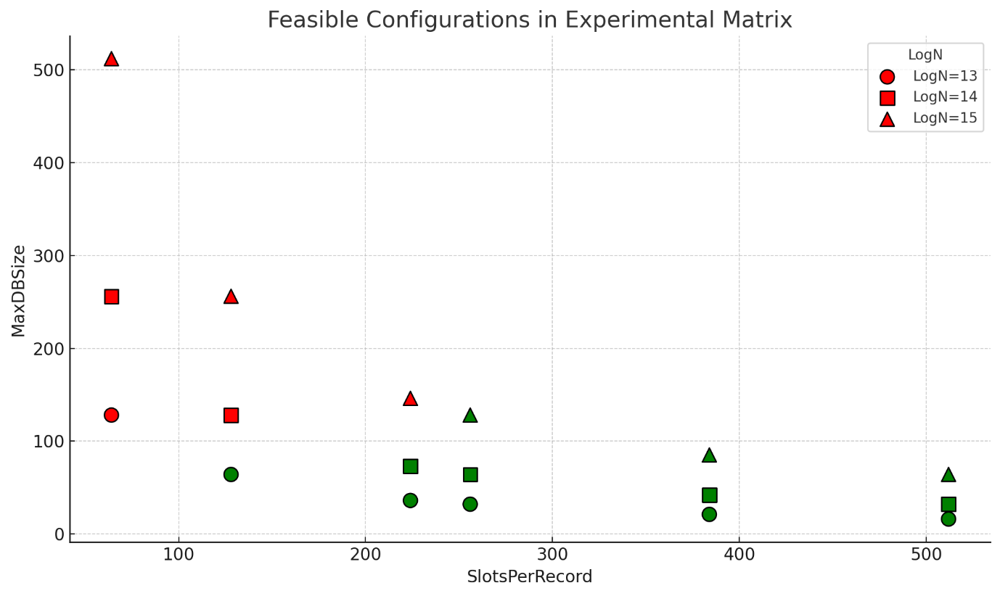 Feasible Configurations in Experimental Matrix
LogN
LogN=13
LogN=14
LogN=15
MaxDBSize
500
400
300
200
100
0
100 200 300 400 500
SlotsPerRecord